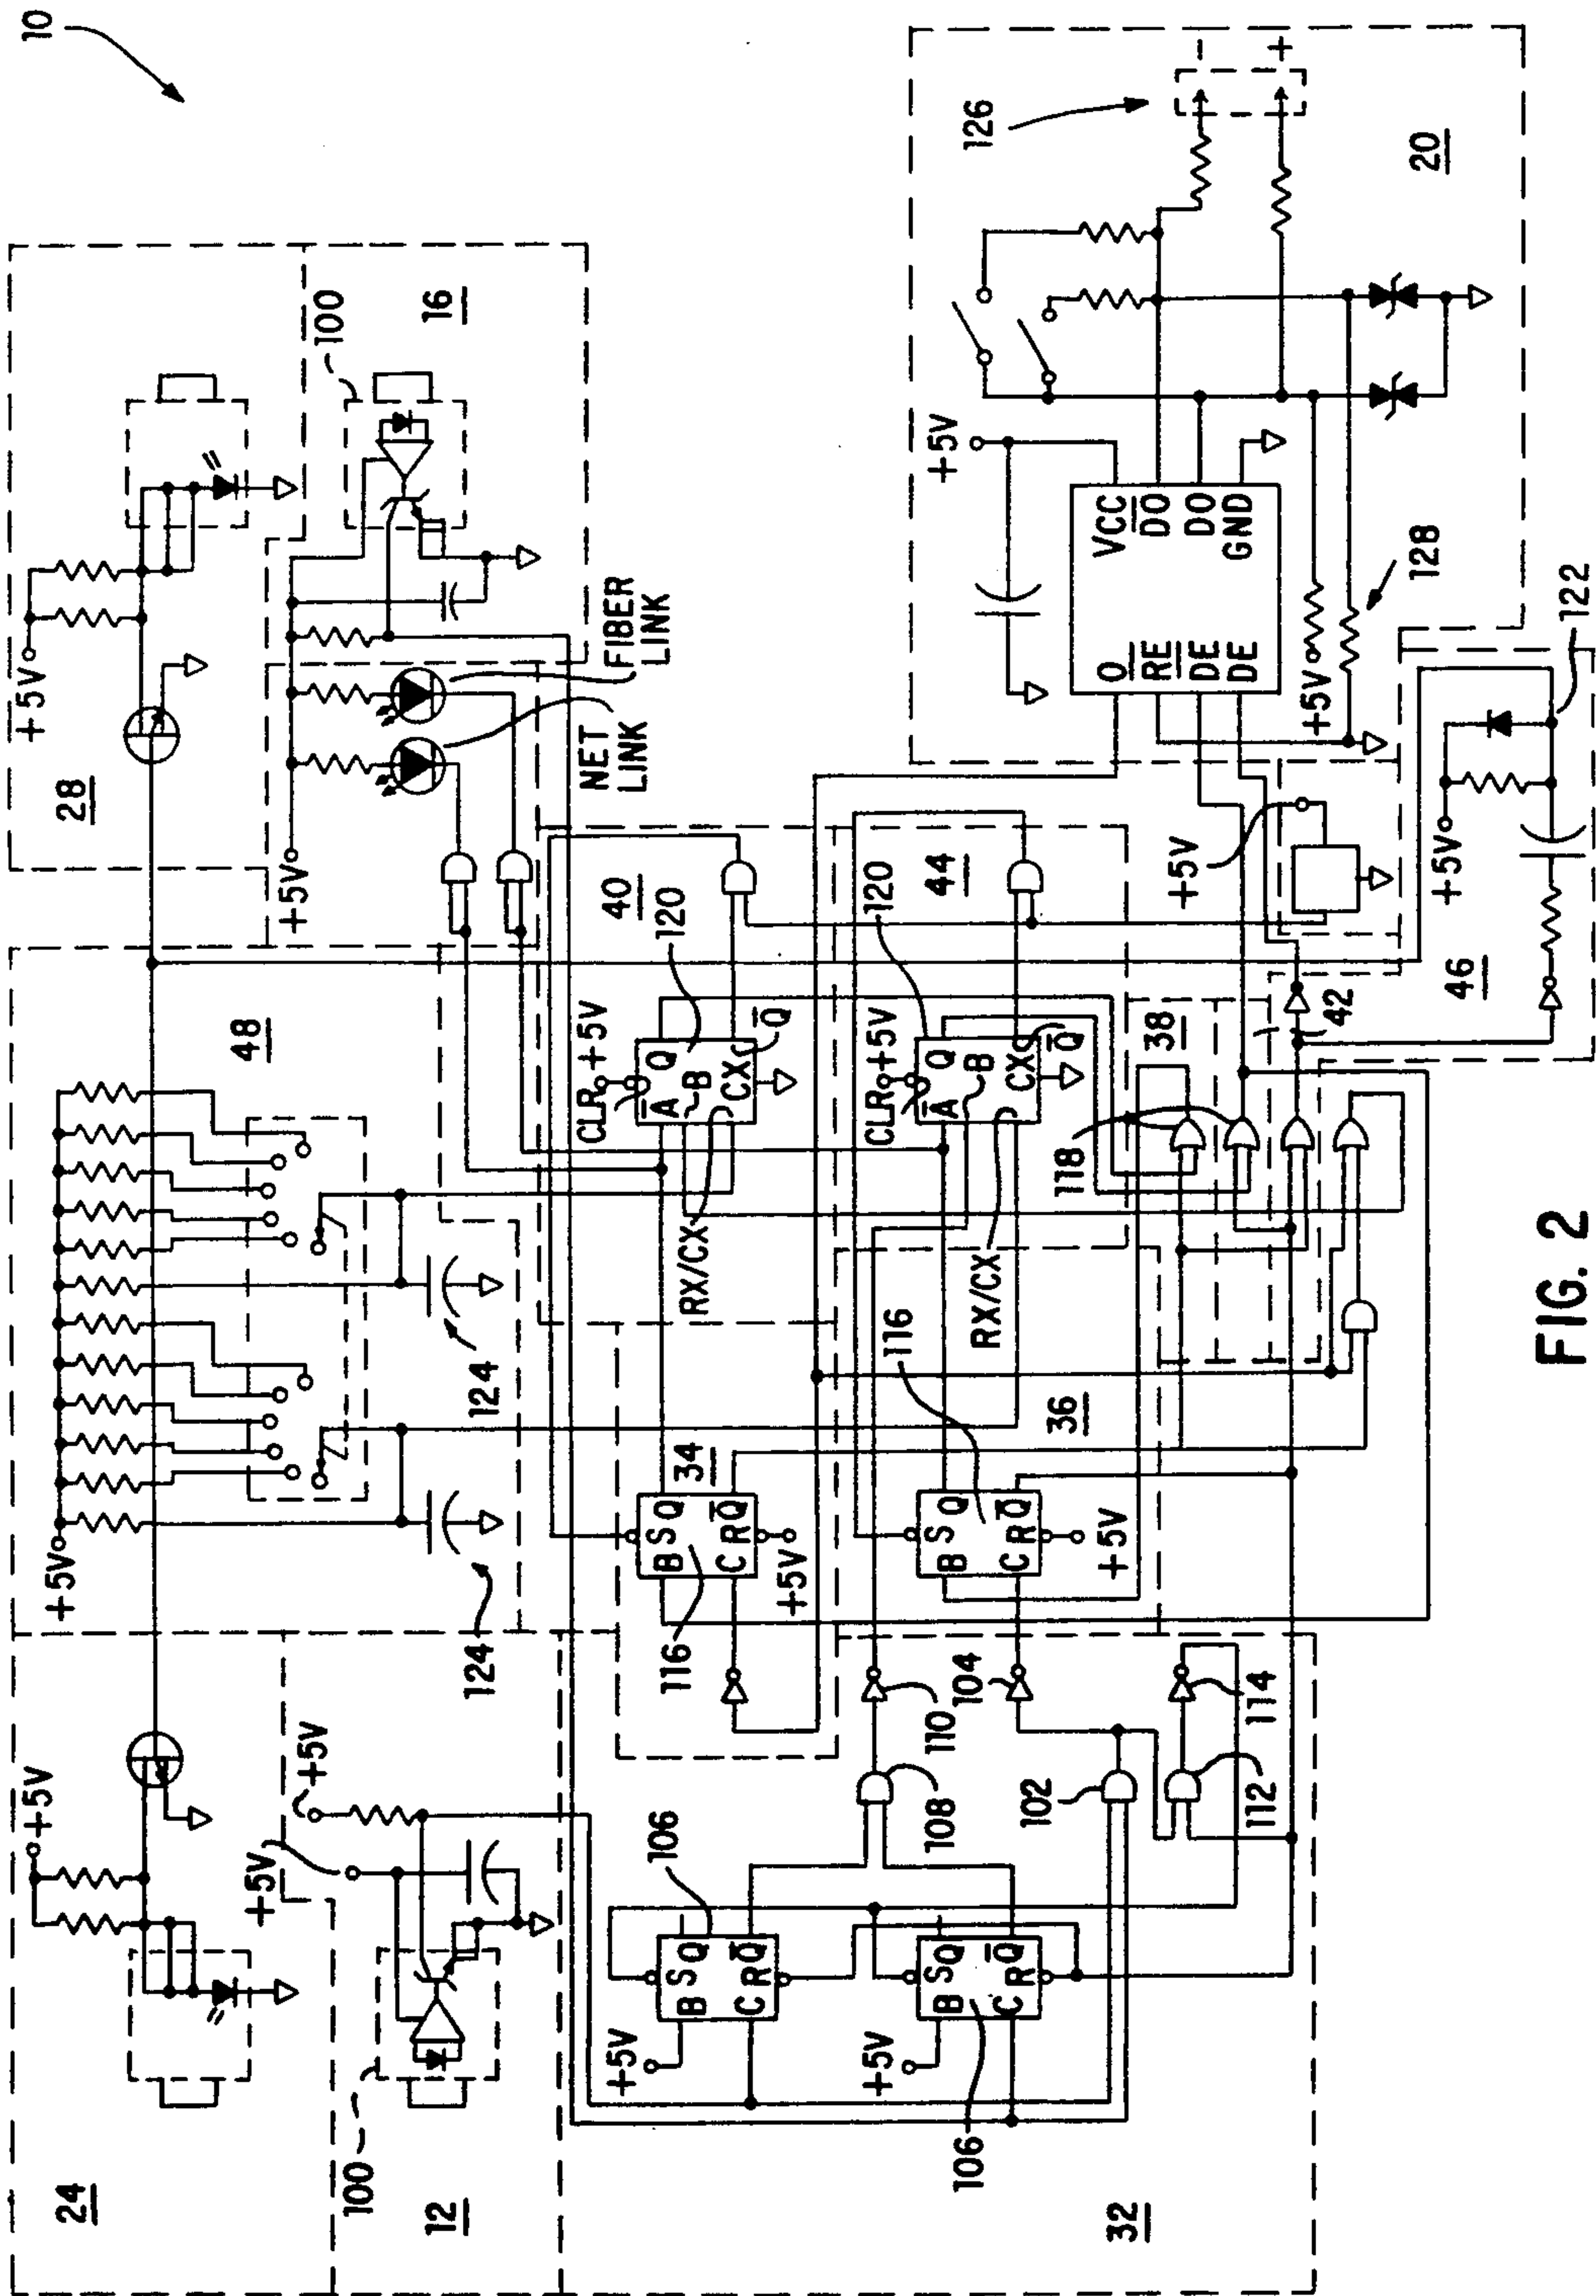 10
28
+5V
16
100
+5V
FIBER
LINK
NET
LINK
48
+5V
124
124
24
+5V
+5V
+5V
12
100
126
-
+
20
+5V
VCC
DO
DO
GND
O
RE
DE
DE
+5V
128
122
+5V
46
+5V
40
120
CLR
+5V
Q
A
B
CX
Q
RX/CX
44
120
CLR
+5V
Q
A
B
CX
Q
RX/CX
38
42
118
34
S
Q
B
C
R
Q
116
+5V
36
116
S
Q
B
C
R
Q
+5V
110
104
114
108
102
112
106
S
Q
B
C
R
Q
+5V
S
Q
B
C
R
Q
+5V
106
32
FIG. 2